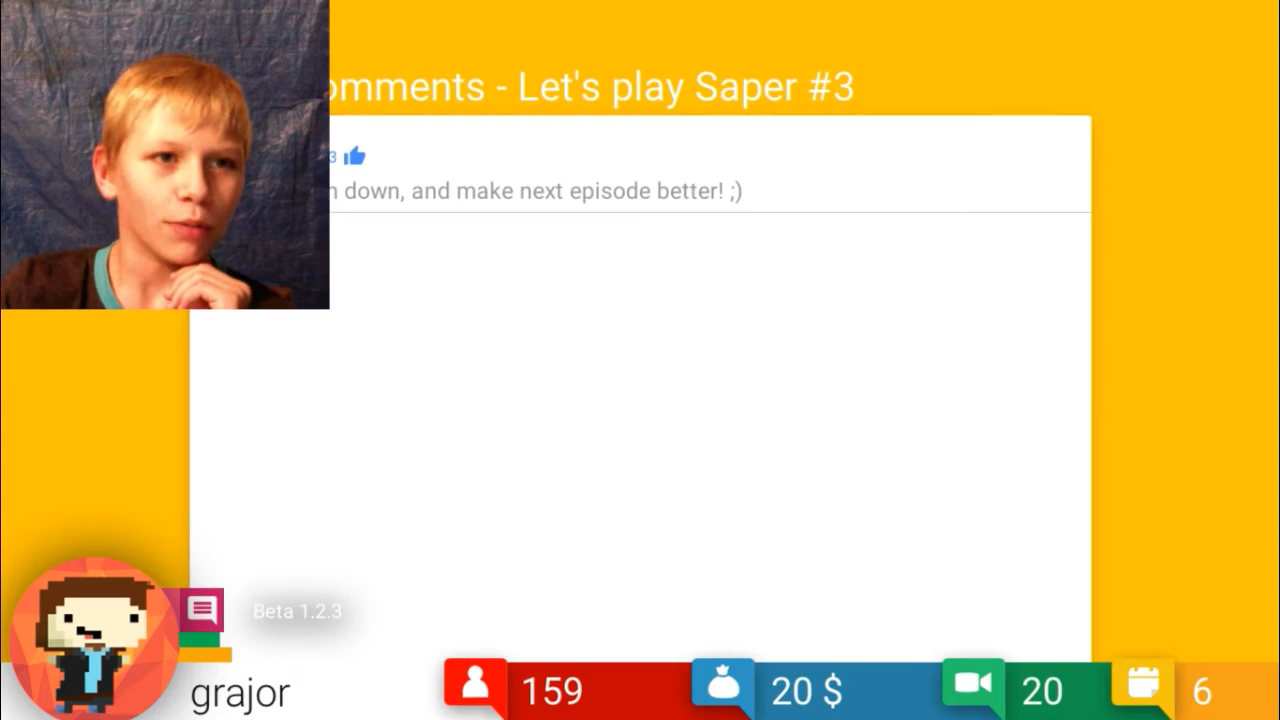 omments - Let's play Saper #3
3
down, and make next episode better! ;)
Beta 1.2.3
grajor
159
20 $
20
6